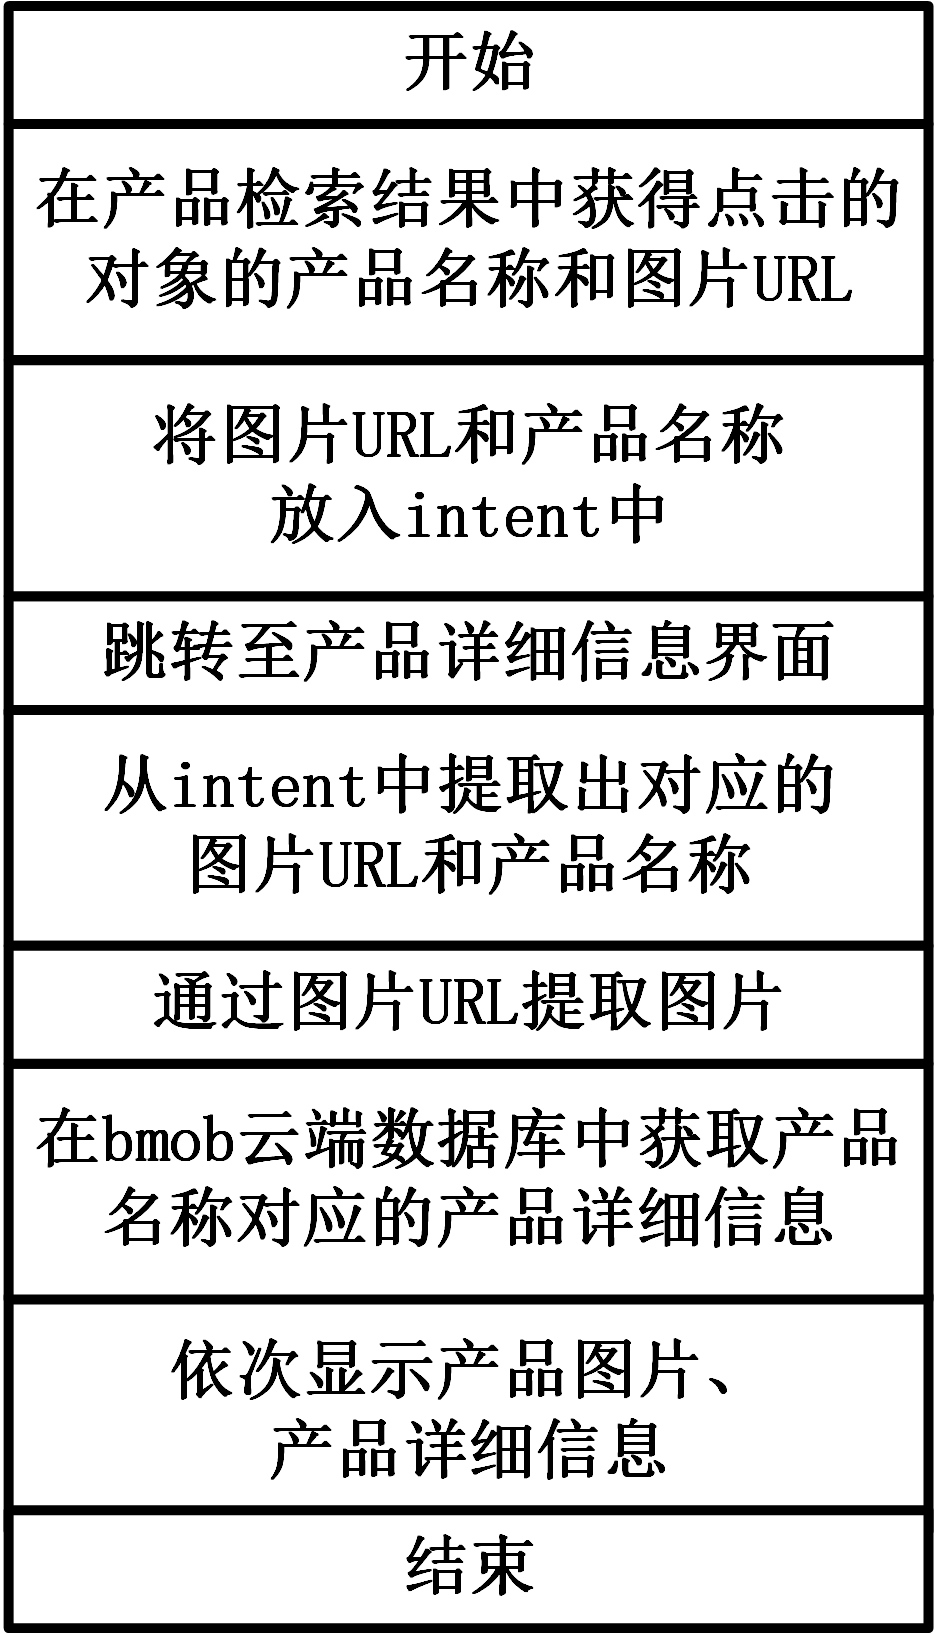 开始
在产品检索结果中获得点击的
对象的产品名称和图片URL
将图片URL和产品名称
放入intent中
跳转至产品详细信息界面
从intent中提取出对应的
图片URL和产品名称
通过图片URL提取图片
在bmob云端数据库中获取产品
名称对应的产品详细信息
依次显示产品图片、
产品详细信息
结束